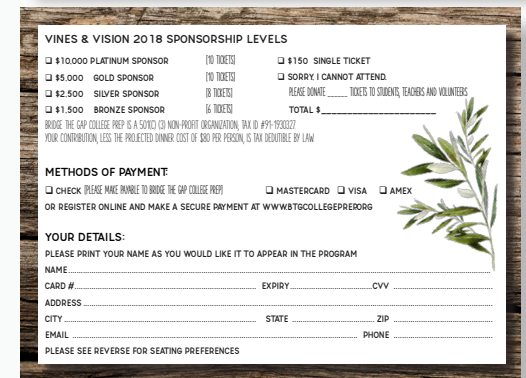 VINES & VISION 2018 SPONSORSHIP LEVELS
❑ $10,000 PLATINUM SPONSOR (10 TICKETS) ❑ $150 SINGLE TICKET
❑ $5,000 GOLD SPONSOR (10 TICKETS) ❑ SORRY, I CANNOT ATTEND.
❑ $2,500 SILVER SPONSOR (8 TICKETS) PLEASE DONATE ______ TICKETS TO STUDENTS, TEACHERS AND VOLUNTEERS
❑ $1,500 BRONZE SPONSOR (6 TICKETS) TOTAL $________________________
BRIDGE THE GAP COLLEGE PREP IS A 501(C) (3) NON-PROFIT ORGANIZATION, TAX ID #91-1930327.
YOUR CONTRIBUTION, LESS THE PROJECTED DINNER COST OF $80 PER PERSON, IS TAX DEDUTIBLE BY LAW.
METHODS OF PAYMENT:
❑ CHECK (PLEASE MAKE PAYABLE TO BRIDGE THE GAP COLLEGE PREP) ❑ MASTERCARD ❑ VISA ❑ AMEX
OR REGISTER ONLINE AND MAKE A SECURE PAYMENT AT WWW.BTGCOLLEGEPREP.ORG
YOUR DETAILS:
PLEASE PRINT YOUR NAME AS YOU WOULD LIKE IT TO APPEAR IN THE PROGRAM
NAME
CARD # EXPIRY CVV
ADDRESS
CITY STATE ZIP
EMAIL PHONE
PLEASE SEE REVERSE FOR SEATING PREFERENCES